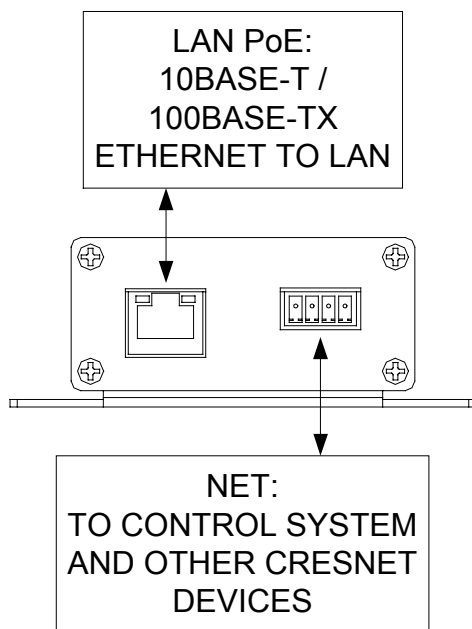 LAN PoE:
10BASE-T /
100BASE-TX
ETHERNET TO LAN
NET:
TO CONTROL SYSTEM
AND OTHER CRESNET
DEVICES